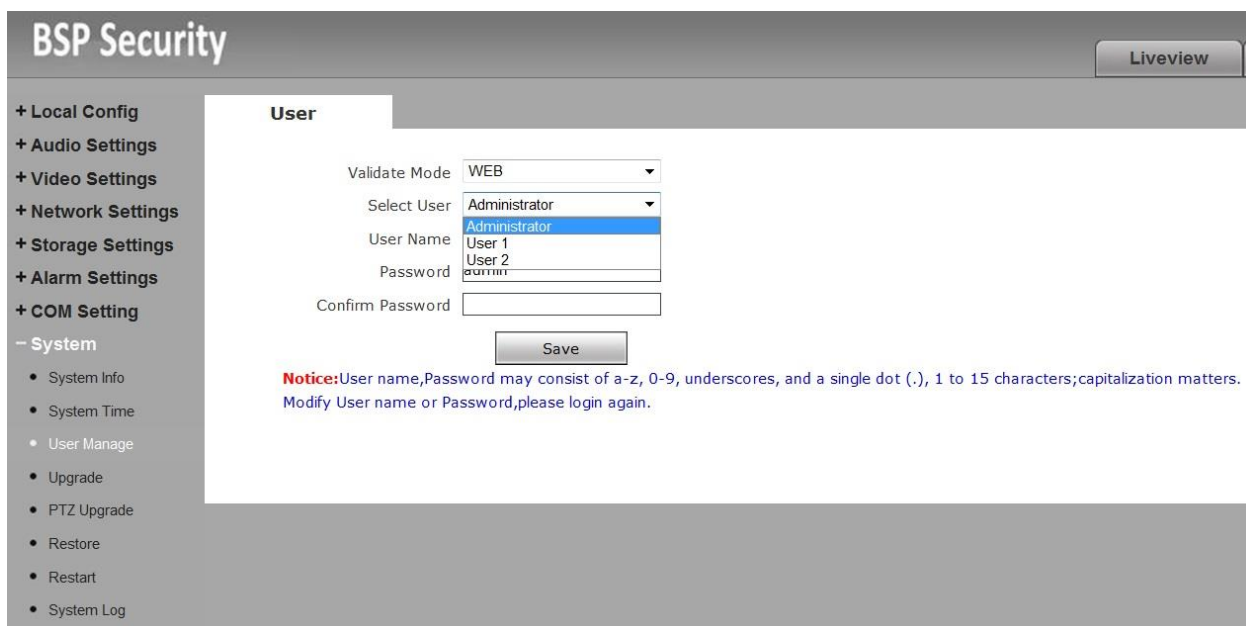 BSP Security
Liveview
+ Local Config
+ Audio Settings
+ Video Settings
+ Network Settings
+ Storage Settings
+ Alarm Settings
+ COM Setting
− System
• System Info
• System Time
• User Manage
• Upgrade
• PTZ Upgrade
• Restore
• Restart
• System Log
User
Validate Mode WEB
Select User Administrator
Administrator
User Name User 1
User 2
Password admin
Confirm Password
Save
Notice:User name,Password may consist of a-z, 0-9, underscores, and a single dot (.), 1 to 15 characters;capitalization matters.
Modify User name or Password,please login again.